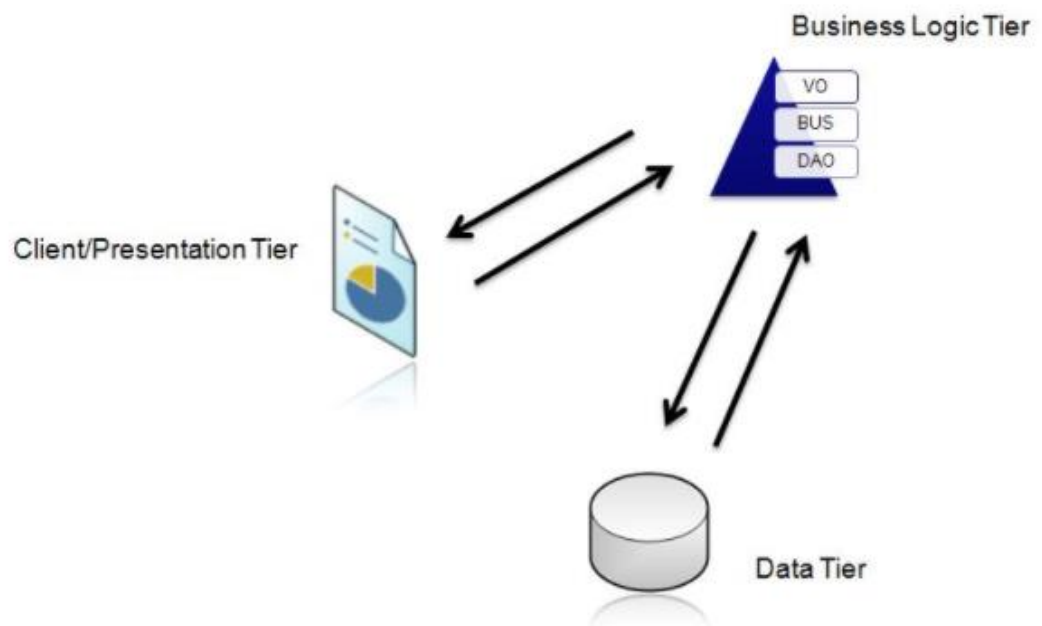 Business Logic Tier
VO
BUS
DAO
Client/Presentation Tier
Data Tier